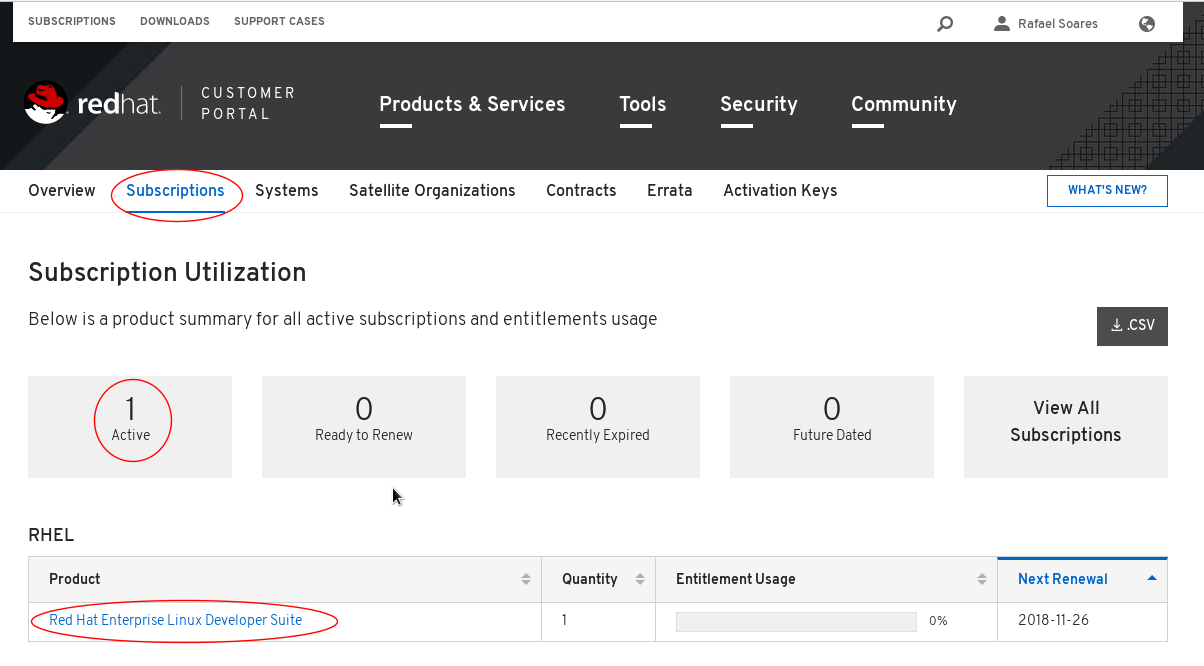 SUBSCRIPTIONS DOWNLOADS SUPPORT CASES Rafael Soares
redhat. CUSTOMER PORTAL
Products & Services Tools Security Community
Overview Subscriptions Systems Satellite Organizations Contracts Errata Activation Keys WHAT'S NEW?
Subscription Utilization
Below is a product summary for all active subscriptions and entitlements usage
.CSV
1 Active
0 Ready to Renew
0 Recently Expired
0 Future Dated
View All
Subscriptions
RHEL
Product Quantity Entitlement Usage Next Renewal
Red Hat Enterprise Linux Developer Suite 1 0% 2018-11-26